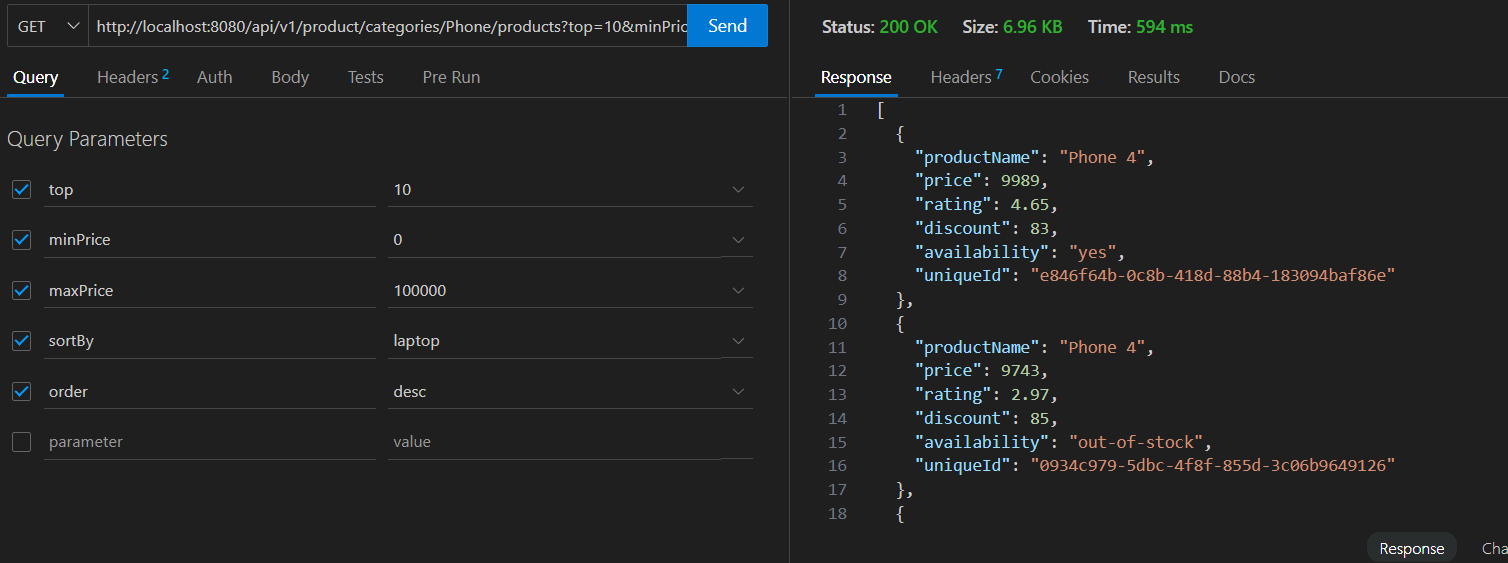 GET http://localhost:8080/api/v1/product/categories/Phone/products?top=10&minPric Send
Query Headers 2 Auth Body Tests Pre Run
Query Parameters
top 10
minPrice 0
maxPrice 100000
sortBy laptop
order desc
parameter value
Status: 200 OK Size: 6.96 KB Time: 594 ms
Response Headers 7 Cookies Results Docs
1 [
2 {
3 "productName": "Phone 4",
4 "price": 9989,
5 "rating": 4.65,
6 "discount": 83,
7 "availability": "yes",
8 "uniqueId": "e846f64b-0c8b-418d-88b4-183094baf86e"
9 },
10 {
11 "productName": "Phone 4",
12 "price": 9743,
13 "rating": 2.97,
14 "discount": 85,
15 "availability": "out-of-stock",
16 "uniqueId": "0934c979-5dbc-4f8f-855d-3c06b9649126"
17 },
18 {
Response Cha